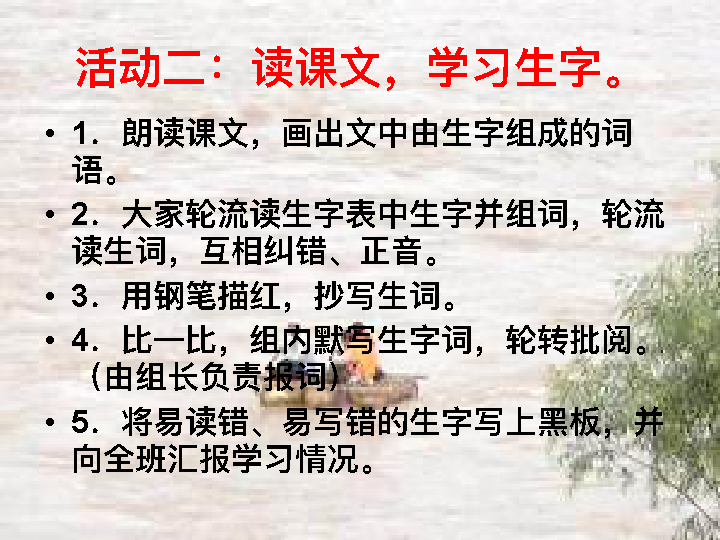 活动二：读课文，学习生字。
• 1．朗读课文，画出文中由生字组成的词
语。
• 2．大家轮流读生字表中生字并组词，轮流
读生词，互相纠错、正音。
• 3．用钢笔描红，抄写生词。
• 4．比一比，组内默写生字词，轮转批阅。
（由组长负责报词）
• 5．将易读错、易写错的生字写上黑板，并
向全班汇报学习情况。